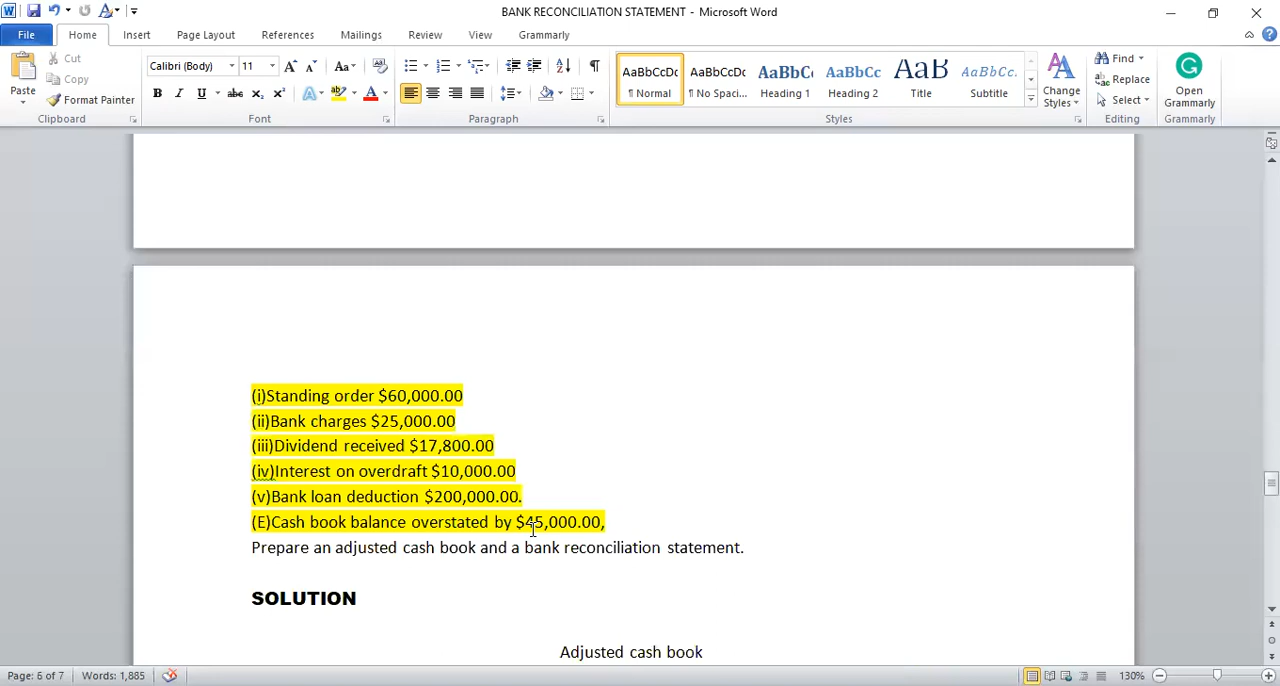 BANK RECONCILIATION STATEMENT - Microsoft Word
File Home Insert Page Layout References Mailings Review View Grammarly
Paste Cut Copy Format Painter
Calibri (Body) 11
AaBbCcDc AaBbCcDc AaBbC AaBbCc AaB AaBbCc.
¶ Normal ¶ No Spaci... Heading 1 Heading 2 Title Subtitle
Change Styles
Find Replace Select
Open Grammarly
Clipboard Font Paragraph Styles Editing Grammarly
(i)Standing order $60,000.00
(ii)Bank charges $25,000.00
(iii)Dividend received $17,800.00
(iv)Interest on overdraft $10,000.00
(v)Bank loan deduction $200,000.00.
(E)Cash book balance overstated by $45,000.00,
Prepare an adjusted cash book and a bank reconciliation statement.
SOLUTION
Adjusted cash book
Page: 6 of 7 Words: 1,885 130%